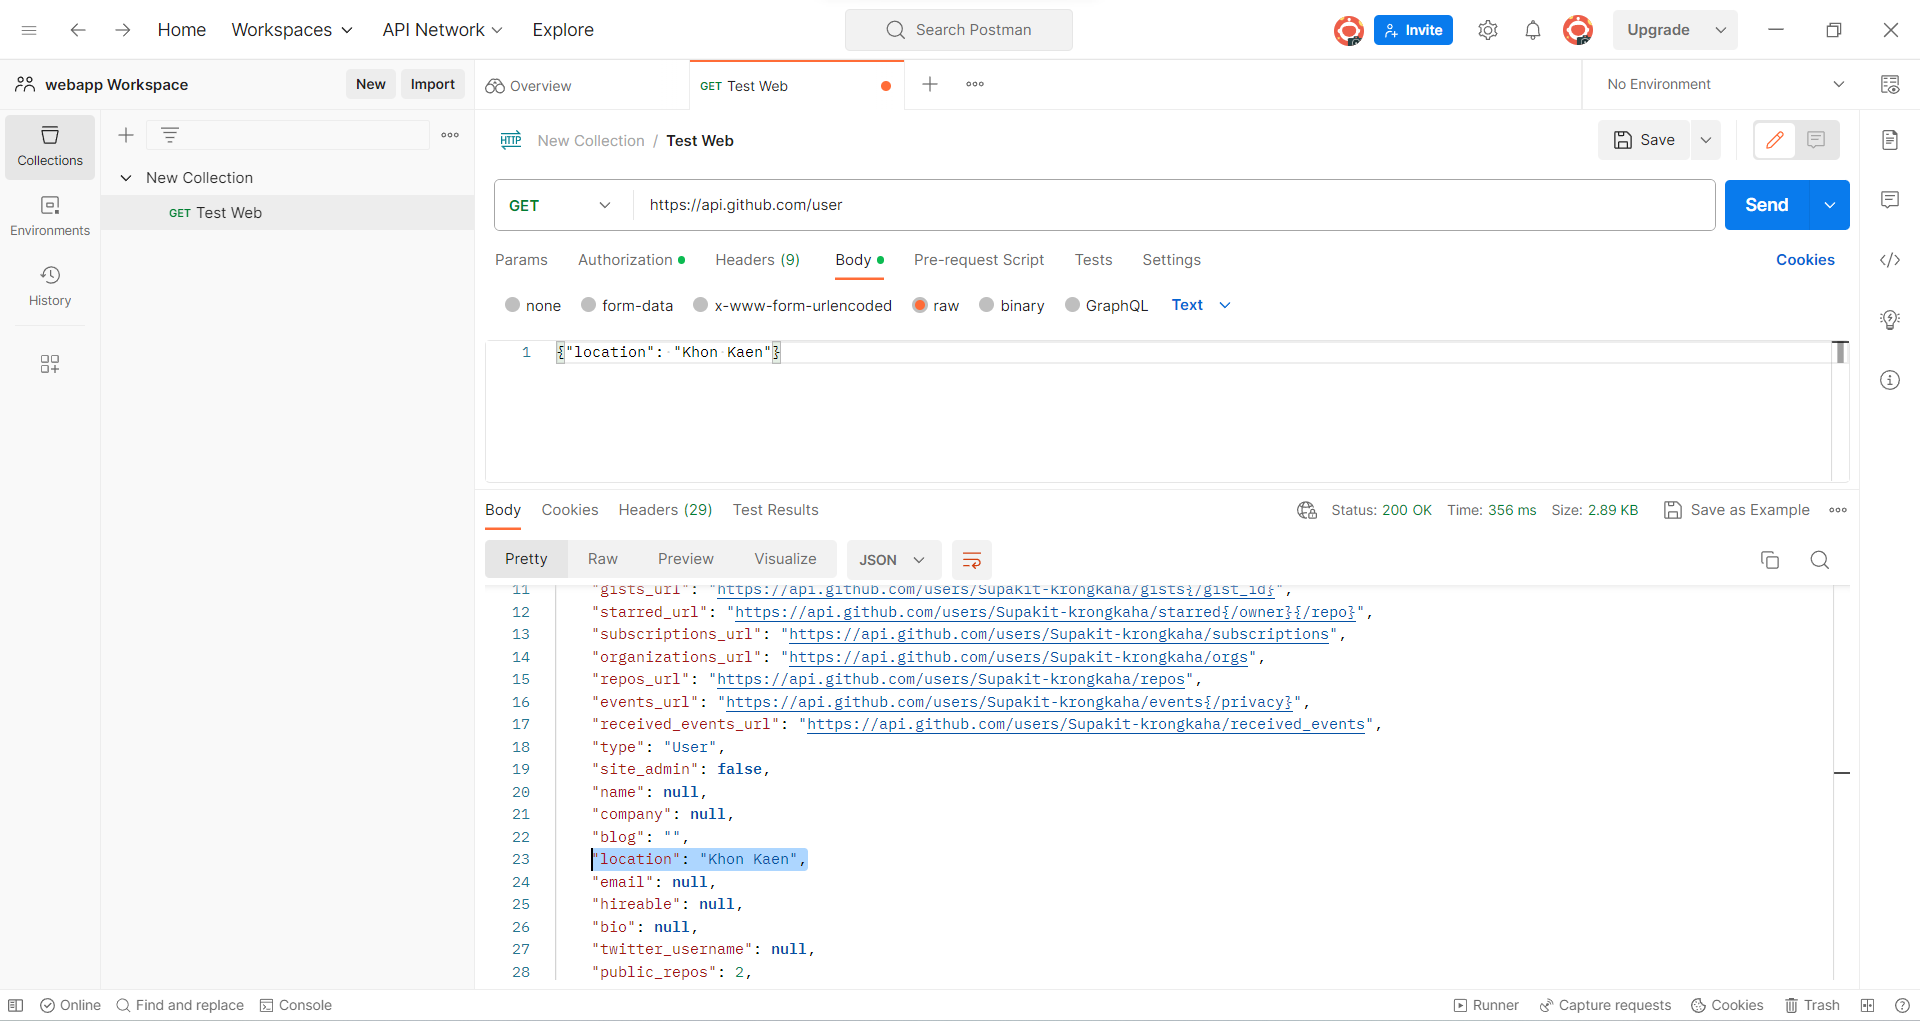 Home Workspaces API Network Explore Search Postman Invite Upgrade
webapp Workspace New Import Overview GET Test Web No Environment
Collections
Environments
History
New Collection
GET Test Web
HTTP New Collection / Test Web Save
GET https://api.github.com/user Send
Params Authorization Headers (9) Body Pre-request Script Tests Settings Cookies
none form-data x-www-form-urlencoded raw binary GraphQL Text
1 {"location": "Khon Kaen"}
Body Cookies Headers (29) Test Results Status: 200 OK Time: 356 ms Size: 2.89 KB Save as Example
Pretty Raw Preview Visualize JSON
11 "gists_url": "https://api.github.com/users/Supakit-krongkaha/gists{/gist_id}",
12 "starred_url": "https://api.github.com/users/Supakit-krongkaha/starred{/owner}{/repo}",
13 "subscriptions_url": "https://api.github.com/users/Supakit-krongkaha/subscriptions",
14 "organizations_url": "https://api.github.com/users/Supakit-krongkaha/orgs",
15 "repos_url": "https://api.github.com/users/Supakit-krongkaha/repos",
16 "events_url": "https://api.github.com/users/Supakit-krongkaha/events{/privacy}",
17 "received_events_url": "https://api.github.com/users/Supakit-krongkaha/received_events",
18 "type": "User",
19 "site_admin": false,
20 "name": null,
21 "company": null,
22 "blog": "",
23 "location": "Khon Kaen",
24 "email": null,
25 "hireable": null,
26 "bio": null,
27 "twitter_username": null,
28 "public_repos": 2,
Online Find and replace Console Runner Capture requests Cookies Trash